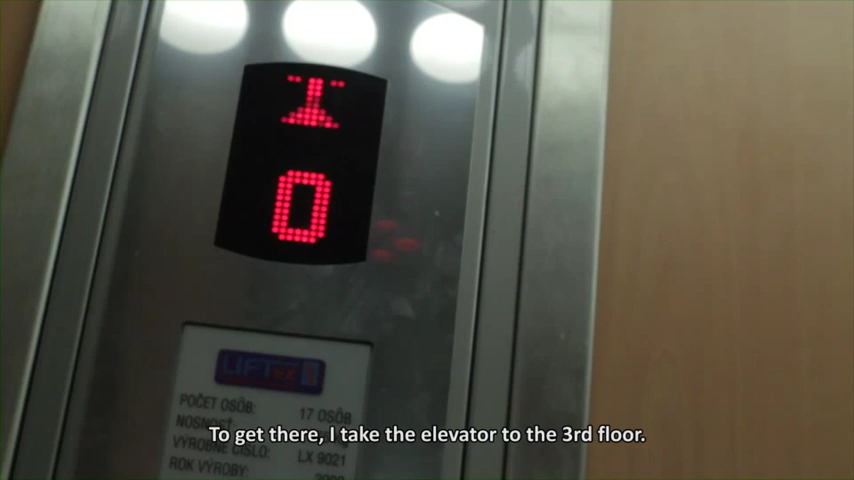 0
LIFTex
POČET OSÔB: 17 OSÔB
NOSNOSŤ:
VÝROBNÉ ČÍSLO: LX 9021
ROK VÝROBY:
To get there, I take the elevator to the 3rd floor.